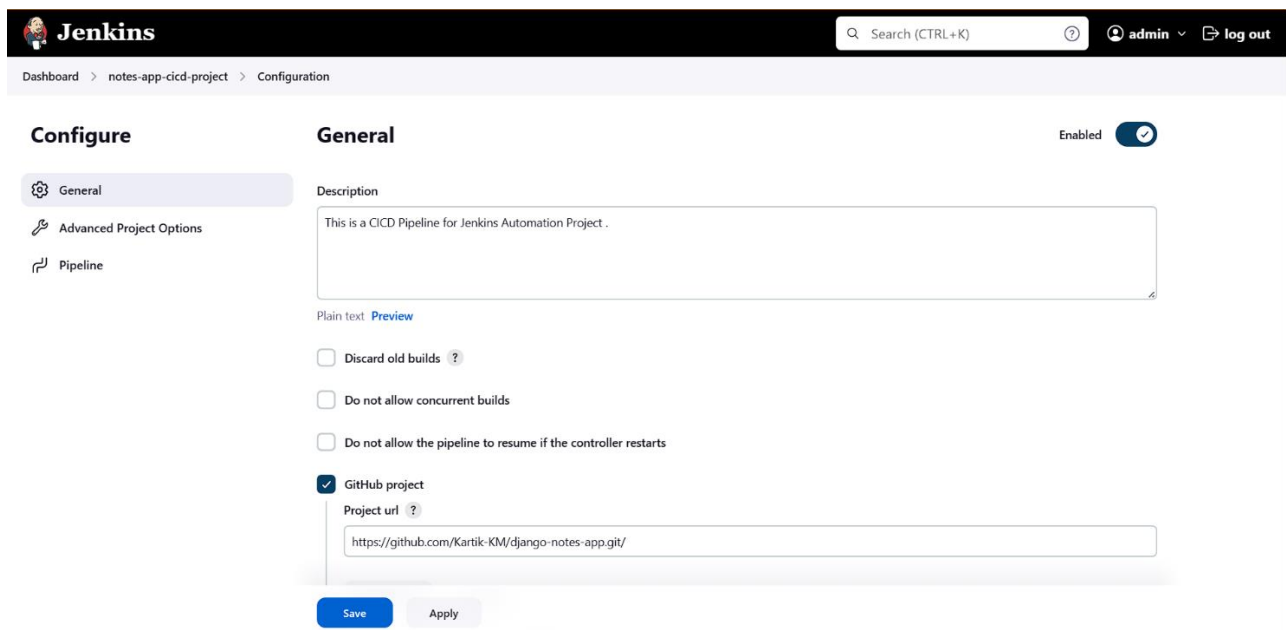 Jenkins
Search (CTRL+K) ?
admin
log out
Dashboard > notes-app-cicd-project > Configuration
Configure
General
Advanced Project Options
Pipeline
General
Enabled
Description
This is a CICD Pipeline for Jenkins Automation Project .
Plain text Preview
Discard old builds ?
Do not allow concurrent builds
Do not allow the pipeline to resume if the controller restarts
GitHub project
Project url ?
https://github.com/Kartik-KM/django-notes-app.git/
Save
Apply